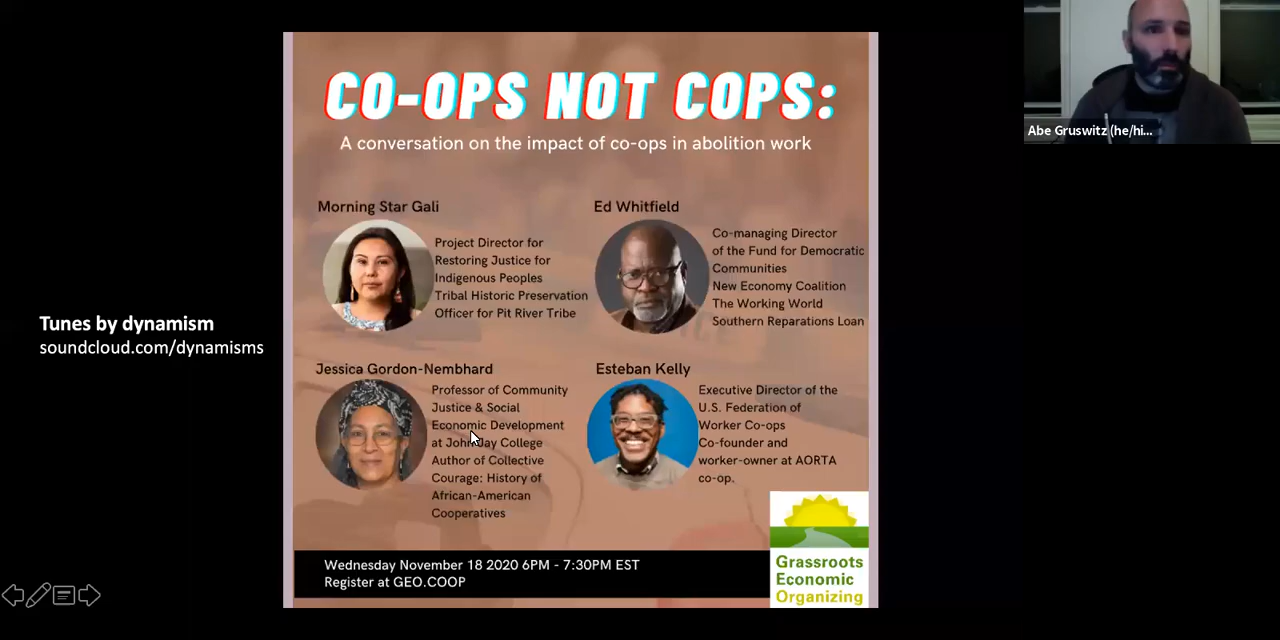 CO-OPS NOT COPS:
A conversation on the impact of co-ops in abolition work
Morning Star Gali
Project Director for
Restoring Justice for
Indigenous Peoples
Tribal Historic Preservation
Officer for Pit River Tribe
Ed Whitfield
Co-managing Director
of the Fund for Democratic
Communities
New Economy Coalition
The Working World
Southern Reparations Loan
Jessica Gordon-Nembhard
Professor of Community
Justice & Social
Economic Development
at John Jay College
Author of Collective
Courage: History of
African-American
Cooperatives
Esteban Kelly
Executive Director of the
U.S. Federation of
Worker Co-ops
Co-founder and
worker-owner at AORTA
co-op.
Wednesday November 18 2020 6PM - 7:30PM EST
Register at GEO.COOP
Grassroots
Economic
Organizing
Tunes by dynamism
soundcloud.com/dynamisms
Abe Gruswitz (he/hi...